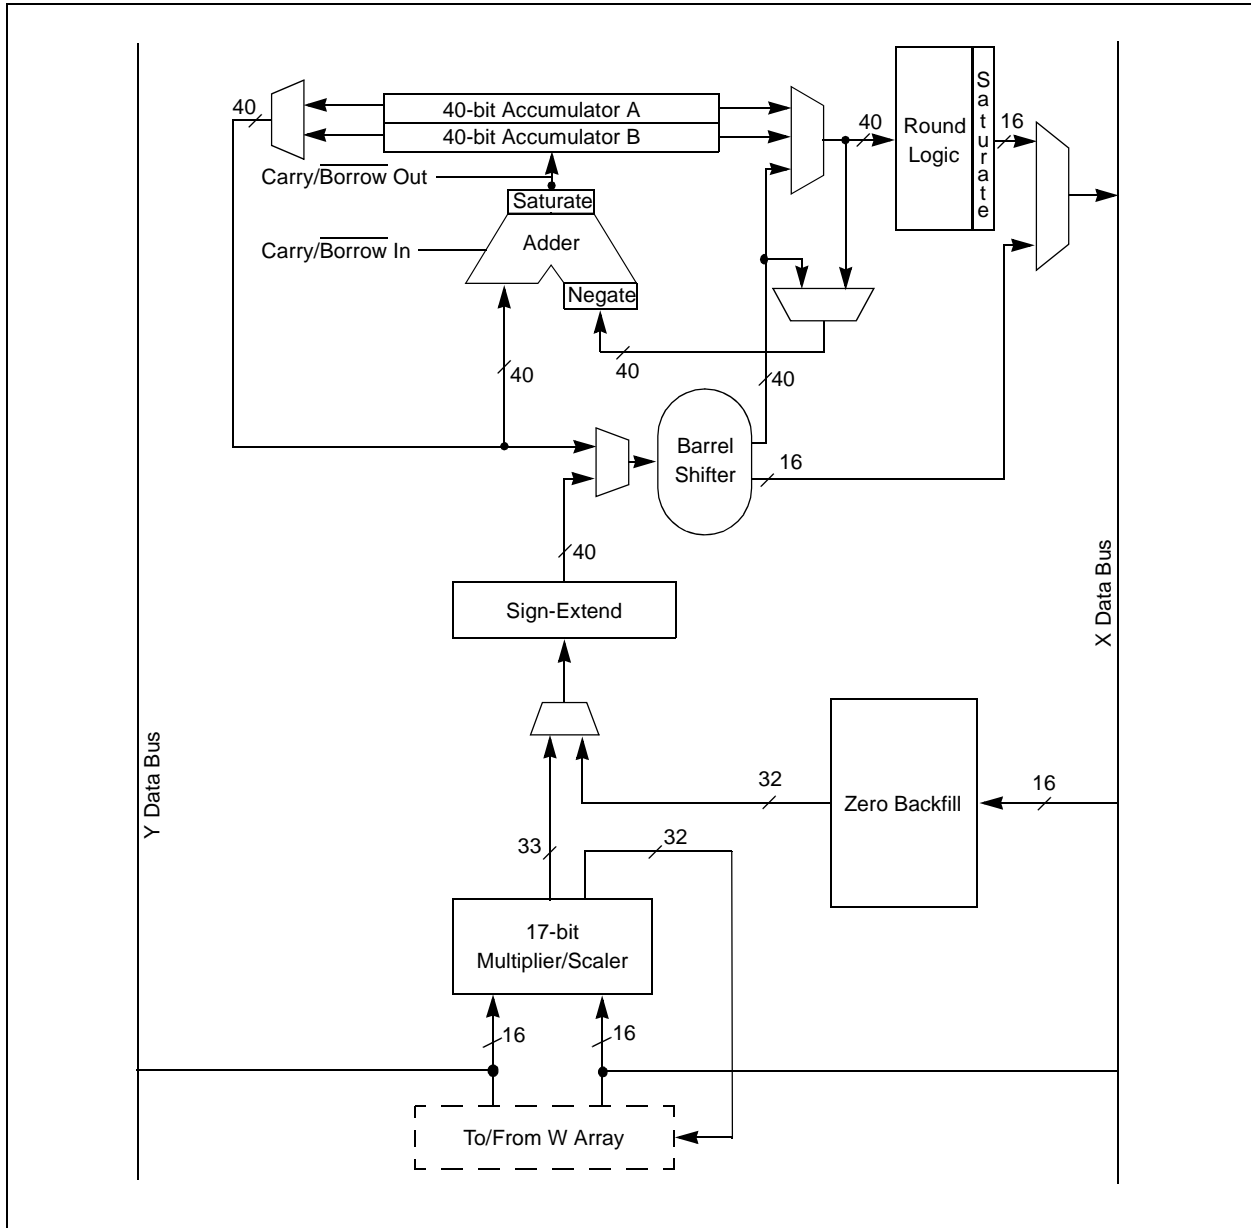 40
40-bit Accumulator A
40-bit Accumulator B
Carry/Borrow Out
Saturate
Carry/Borrow In
Adder
Negate
40
Round
Logic
Saturate
16
40
40
40
Barrel
Shifter
16
40
Sign-Extend
X Data Bus
Y Data Bus
32
Zero Backfill
16
33
32
17-bit
Multiplier/Scaler
16
16
To/From W Array